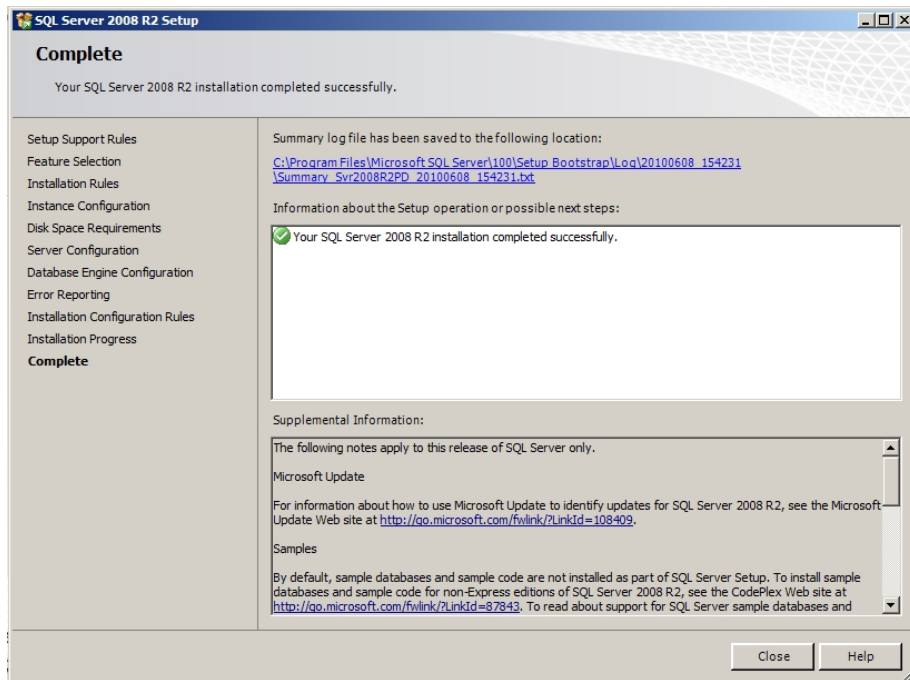 SQL Server 2008 R2 Setup
Complete
Your SQL Server 2008 R2 installation completed successfully.
Setup Support Rules
Feature Selection
Installation Rules
Instance Configuration
Disk Space Requirements
Server Configuration
Database Engine Configuration
Error Reporting
Installation Configuration Rules
Installation Progress
Complete
Summary log file has been saved to the following location:
C:\Program Files\Microsoft SQL Server\100\Setup Bootstrap\Log\20100608_154231
\Summary_Svr2008R2PD_20100608_154231.txt
Information about the Setup operation or possible next steps:
Your SQL Server 2008 R2 installation completed successfully.
Supplemental Information:
The following notes apply to this release of SQL Server only.
Microsoft Update
For information about how to use Microsoft Update to identify updates for SQL Server 2008 R2, see the Microsoft
Update Web site at http://go.microsoft.com/fwlink/?LinkId=108409.
Samples
By default, sample databases and sample code are not installed as part of SQL Server Setup. To install sample
databases and sample code for non-Express editions of SQL Server 2008 R2, see the CodePlex Web site at
http://go.microsoft.com/fwlink/?LinkId=87843. To read about support for SQL Server sample databases and
Close
Help